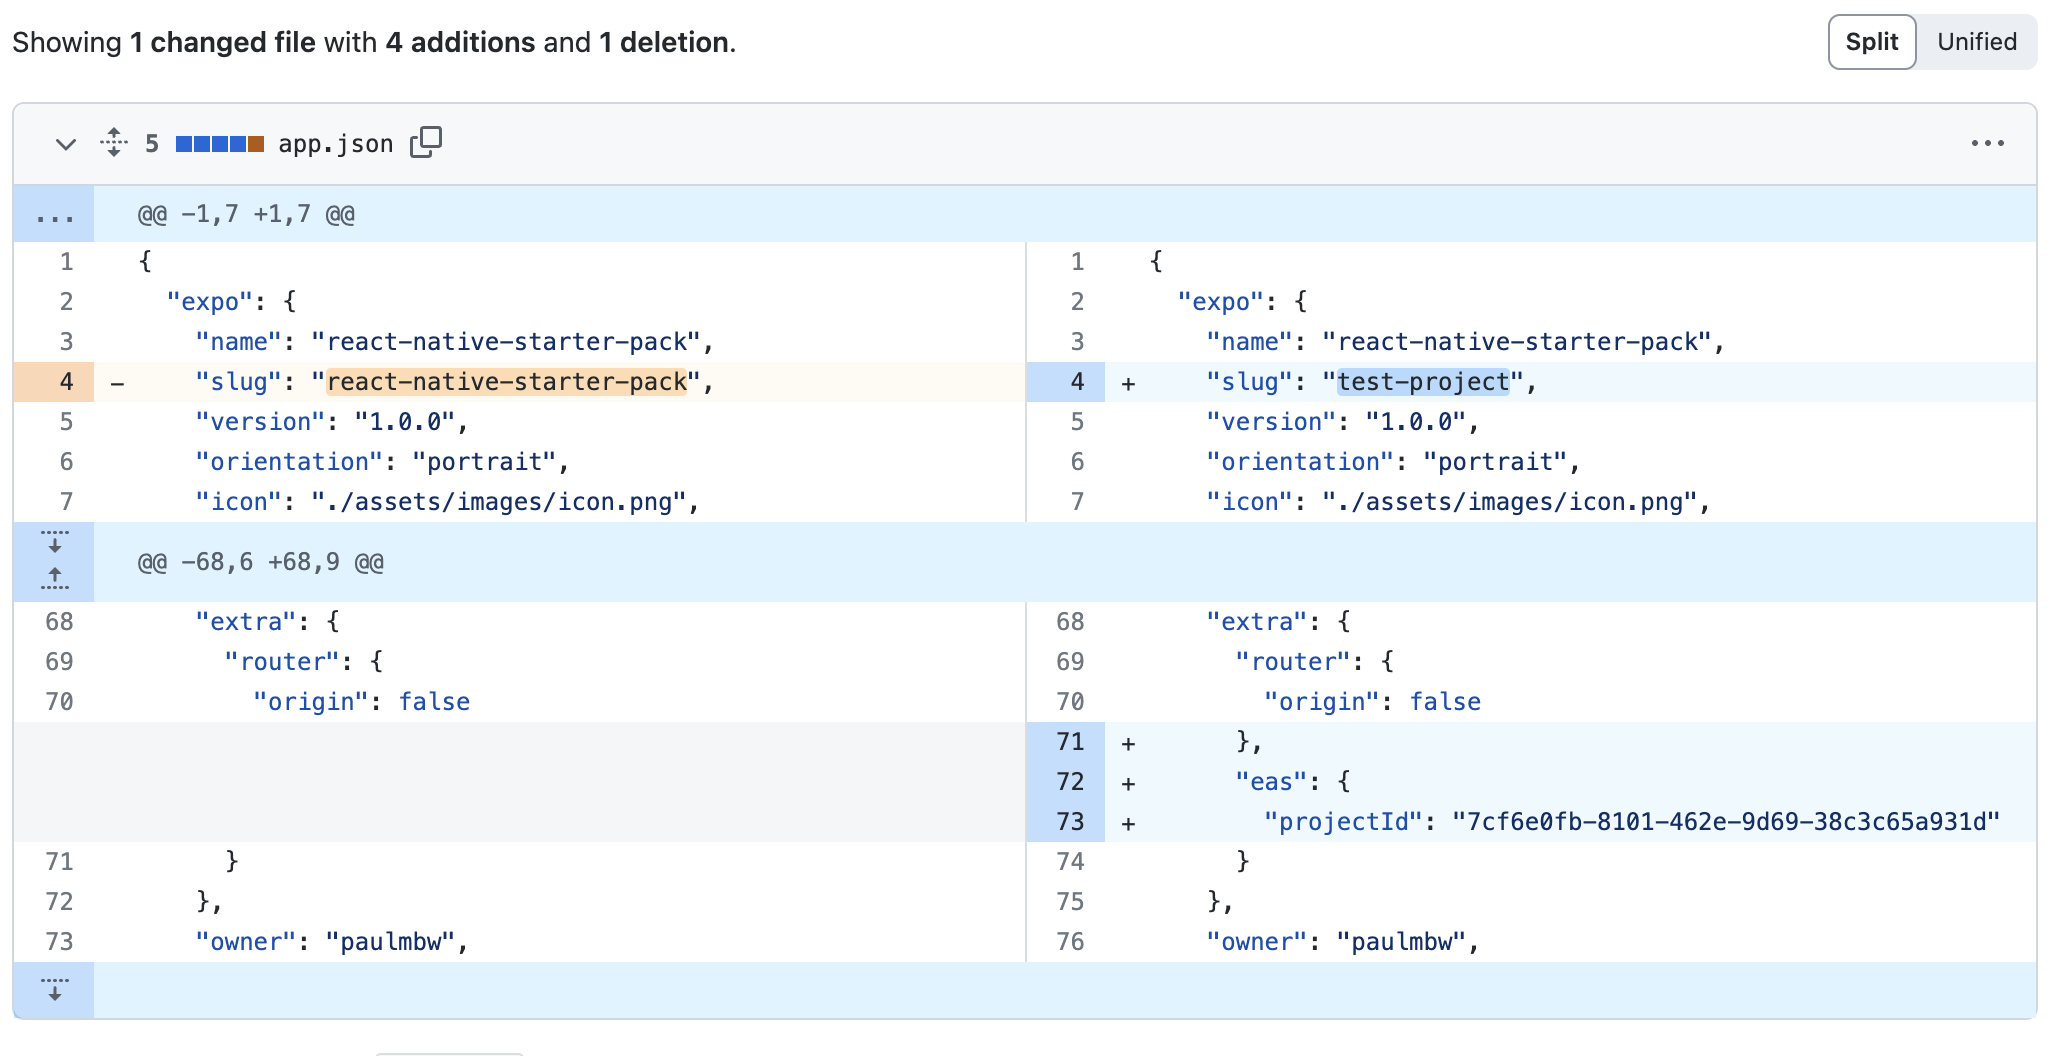 Showing 1 changed file with 4 additions and 1 deletion.
Split Unified
5 app.json
@@ -1,7 +1,7 @@
1 {
2 "expo": {
3 "name": "react-native-starter-pack",
4 - "slug": "react-native-starter-pack",
5 "version": "1.0.0",
6 "orientation": "portrait",
7 "icon": "./assets/images/icon.png",
1 {
2 "expo": {
3 "name": "react-native-starter-pack",
4 + "slug": "test-project",
5 "version": "1.0.0",
6 "orientation": "portrait",
7 "icon": "./assets/images/icon.png",
@@ -68,6 +68,9 @@
68 "extra": {
69 "router": {
70 "origin": false
71 }
72 },
73 "owner": "paulmbw",
68 "extra": {
69 "router": {
70 "origin": false
71 + },
72 + "eas": {
73 + "projectId": "7cf6e0fb-8101-462e-9d69-38c3c65a931d"
74 }
75 },
76 "owner": "paulmbw",